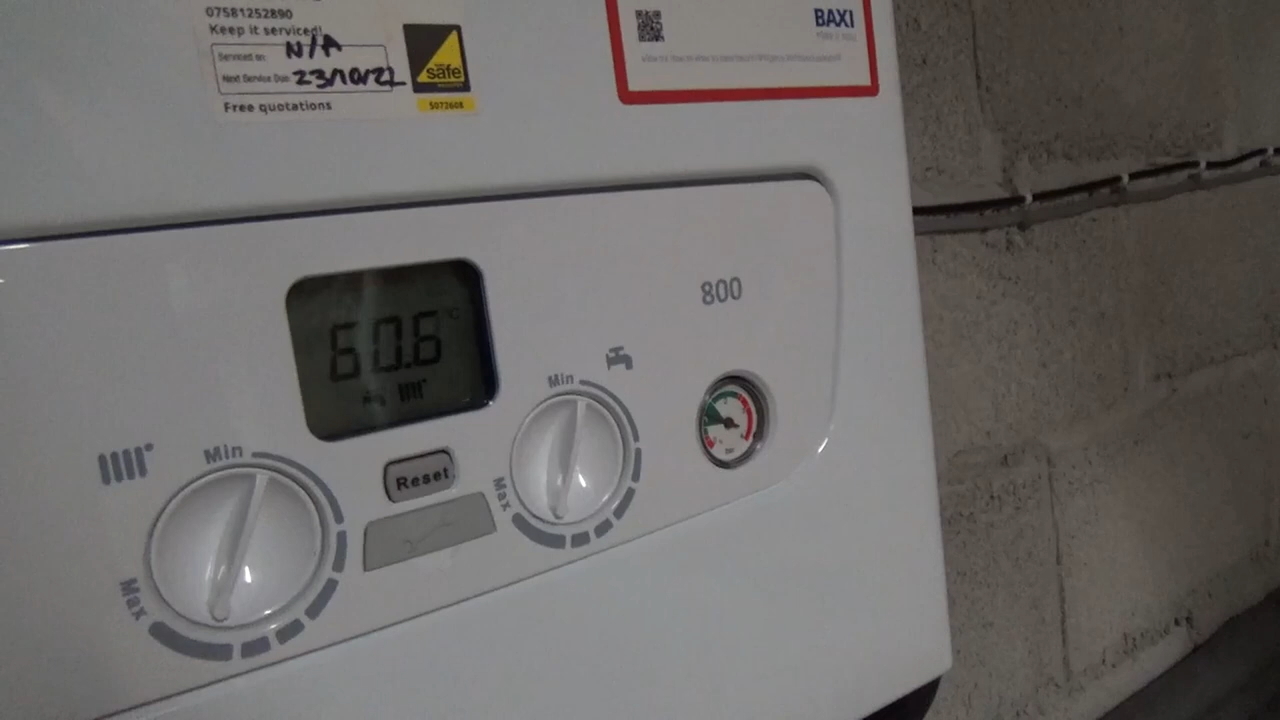 07581252890
Keep it serviced!
Serviced on: N/A
Next Service Due: 23/10/22
safe
Free quotations
5072608
BAXI
60.6 °C
800
Min
Max
Reset
Min
Max
bar